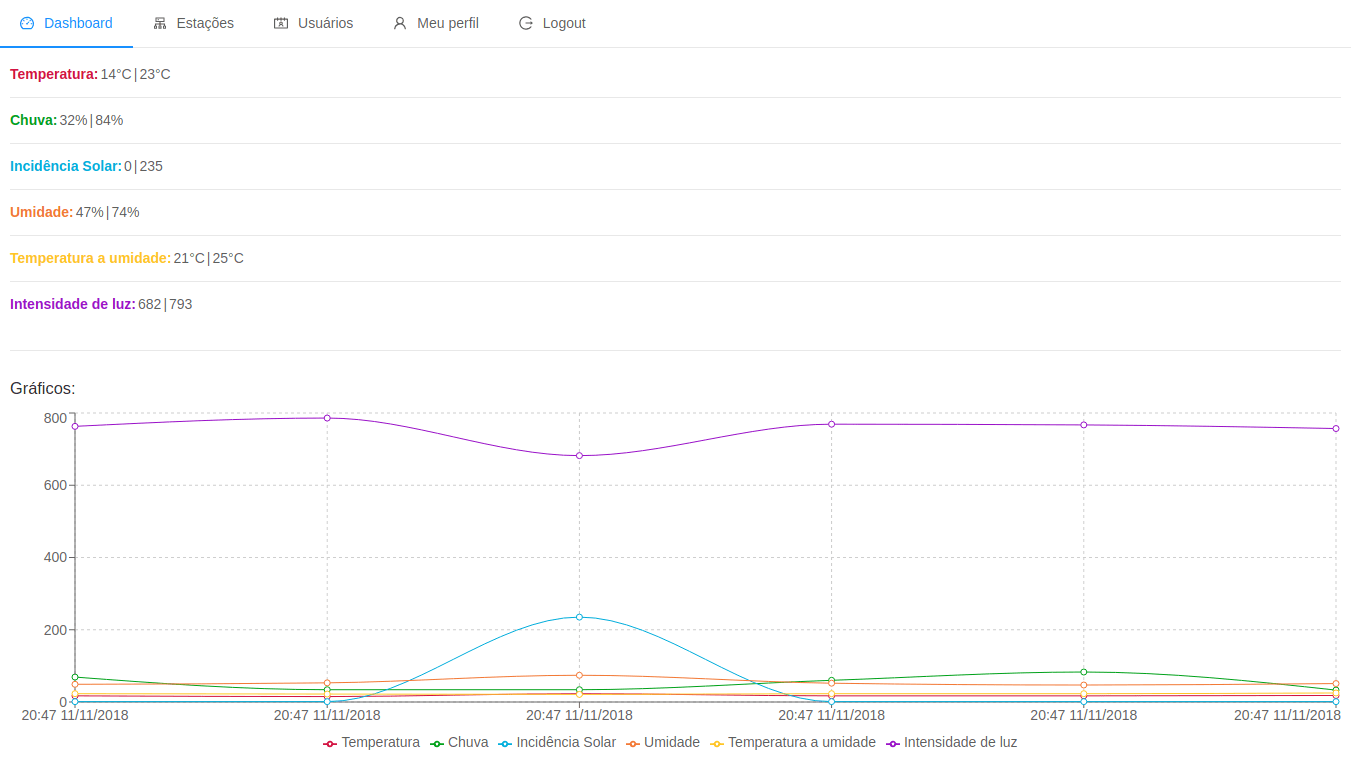 Dashboard Estações Usuários Meu perfil Logout
Temperatura: 14°C|23°C
Chuva: 32%|84%
Incidência Solar: 0|235
Umidade: 47%|74%
Temperatura a umidade: 21°C|25°C
Intensidade de luz: 682|793
Gráficos:
800
600
400
200
0
20:47 11/11/2018 20:47 11/11/2018 20:47 11/11/2018 20:47 11/11/2018 20:47 11/11/2018 20:47 11/11/2018
Temperatura Chuva Incidência Solar Umidade Temperatura a umidade Intensidade de luz